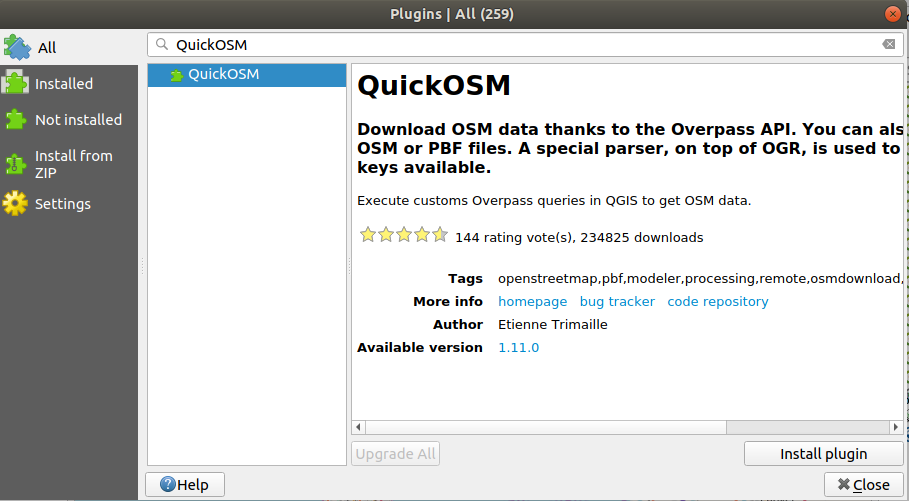 Plugins | All (259)
All
Installed
Not installed
Install from
ZIP
Settings
QuickOSM
QuickOSM
QuickOSM
Download OSM data thanks to the Overpass API. You can als
OSM or PBF files. A special parser, on top of OGR, is used to
keys available.
Execute customs Overpass queries in QGIS to get OSM data.
144 rating vote(s), 234825 downloads
Tags openstreetmap,pbf,modeler,processing,remote,osmdownload,
More info homepage bug tracker code repository
Author Etienne Trimaille
Available version 1.11.0
Upgrade All
Install plugin
Help
Close